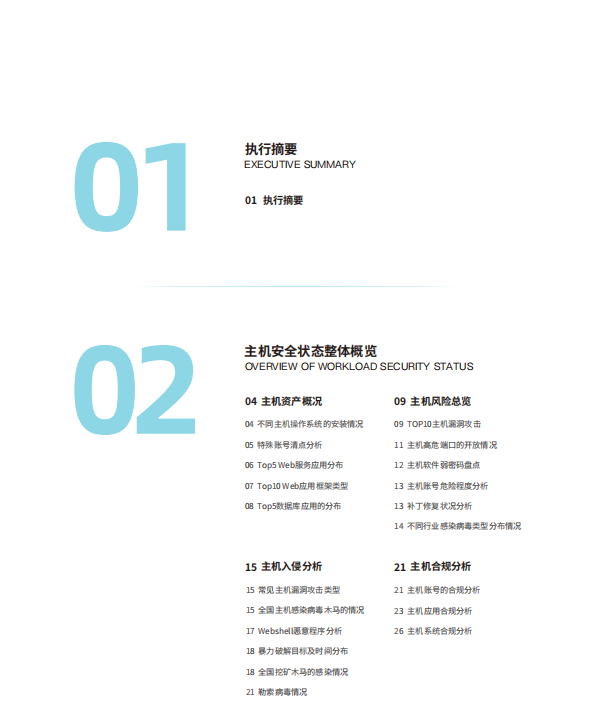 01
执行摘要
EXECUTIVE SUMMARY
01 执行摘要
02
主机安全状态整体概览
OVERVIEW OF WORKLOAD SECURITY STATUS
04 主机资产概况
04 不同主机操作系统的安装情况
05 特殊账号清点分析
06 Top5 Web服务应用分布
07 Top10 Web应用框架类型
08 Top5数据库应用的分布
09 主机风险总览
09 TOP10主机漏洞攻击
11 主机高危端口的开放情况
12 主机软件弱密码盘点
13 主机账号危险程度分析
13 补丁修复状况分析
14 不同行业感染病毒类型分布情况
15 主机入侵分析
15 常见主机漏洞攻击类型
15 全国主机感染病毒木马的情况
17 Webshell恶意程序分析
18 暴力破解目标及时间分布
18 全国挖矿木马的感染情况
21 勒索病毒情况
21 主机合规分析
21 主机账号的合规分析
23 主机应用合规分析
26 主机系统合规分析